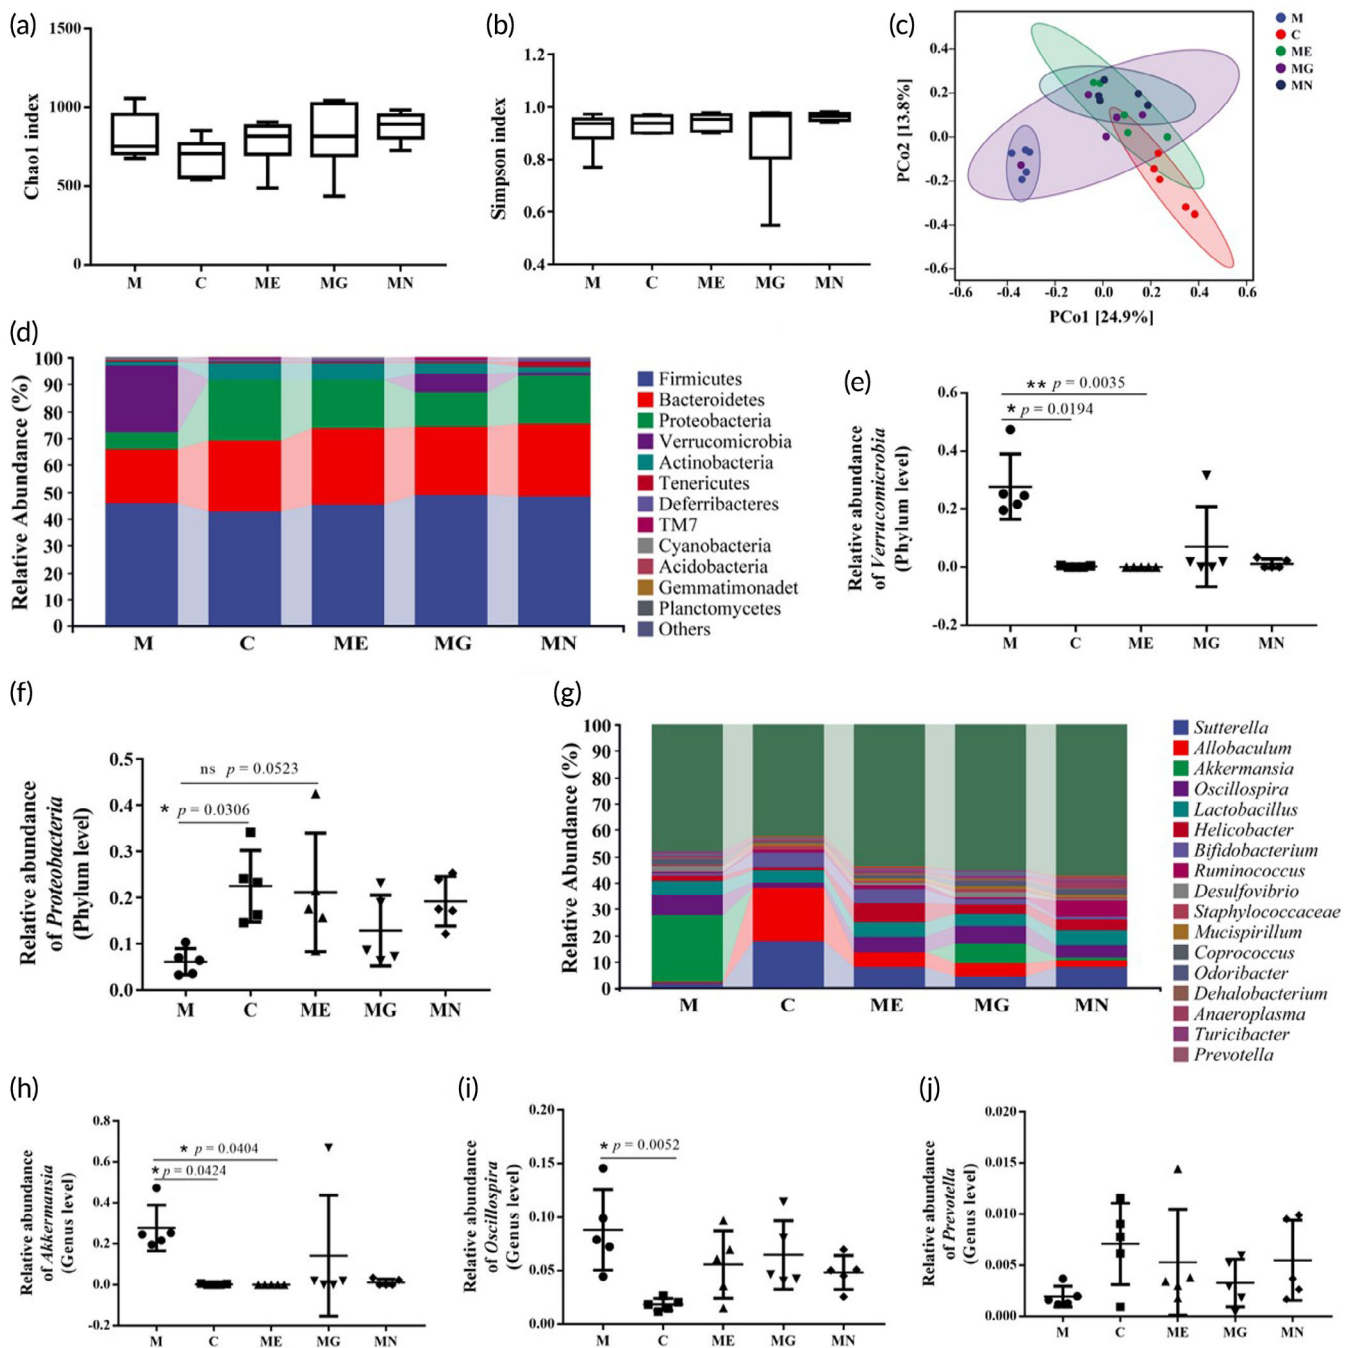 (a)
Chao1 index
1500
1000
500
0
M C ME MG MN
(b)
Simpson index
1.2
1.0
0.8
0.6
0.4
M C ME MG MN
(c)
PCo2 [13.8%]
0.4
0.2
0.0
-0.2
-0.4
-0.6
-0.6 -0.4 -0.2 0.0 0.2 0.4 0.6
PCo1 [24.9%]
M
C
ME
MG
MN
(d)
Relative Abundance (%)
100
90
80
70
60
50
40
30
20
10
0
M C ME MG MN
Firmicutes
Bacteroidetes
Proteobacteria
Verrucomicrobia
Actinobacteria
Tenericutes
Deferribacteres
TM7
Cyanobacteria
Acidobacteria
Gemmatimonadet
Planctomycetes
Others
(e)
Relative abundance
of Verrucomicrobia
(Phylum level)
0.6
0.4
0.2
0.0
-0.2
** p = 0.0035
* p = 0.0194
M C ME MG MN
(f)
Relative abundance
of Proteobacteria
(Phylum level)
0.5
0.4
0.3
0.2
0.1
0.0
ns p = 0.0523
* p = 0.0306
M C ME MG MN
(g)
Relative Abundance (%)
100
90
80
70
60
50
40
30
20
10
0
M C ME MG MN
Sutterella
Allobaculum
Akkermansia
Oscillospira
Lactobacillus
Helicobacter
Bifidobacterium
Ruminococcus
Desulfovibrio
Staphylococcaceae
Mucispirillum
Coprococcus
Odoribacter
Dehalobacterium
Anaeroplasma
Turicibacter
Prevotella
(h)
Relative abundance
of Akkermansia
(Genus level)
0.8
0.6
0.4
0.2
0.0
-0.2
* p = 0.0404
* p = 0.0424
M C ME MG MN
(i)
Relative abundance
of Oscillospira
(Genus level)
0.20
0.15
0.10
0.05
0.00
* p = 0.0052
M C ME MG MN
(j)
Relative abundance
of Prevotella
(Genus level)
0.020
0.015
0.010
0.005
0.000
M C ME MG MN